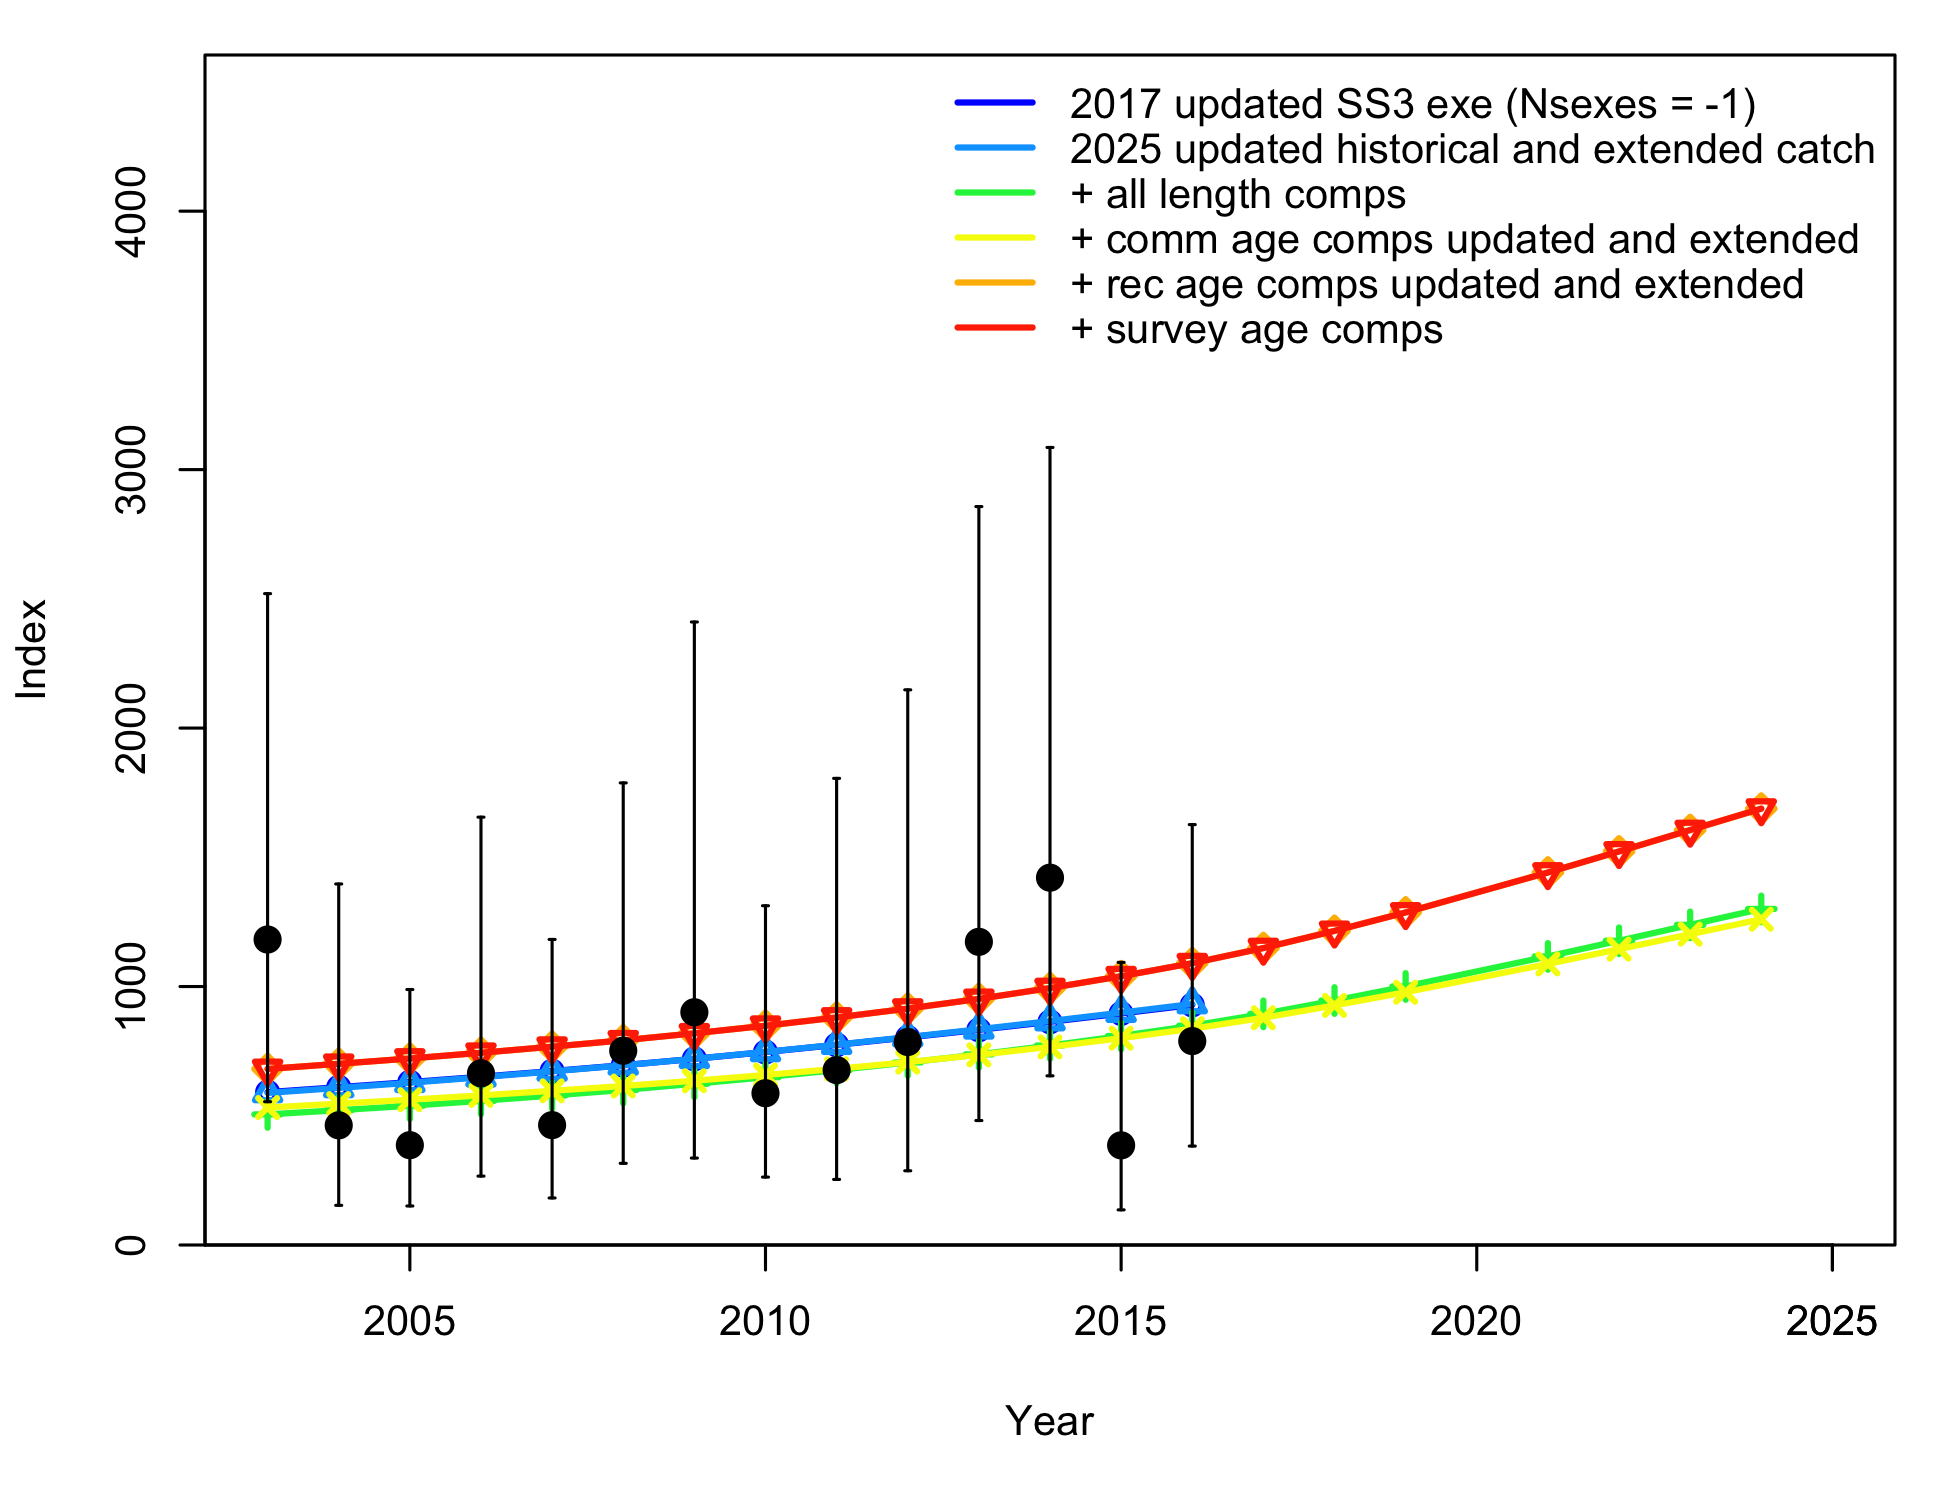 2017 updated SS3 exe (Nsexes = -1)
2025 updated historical and extended catch
+ all length comps
+ comm age comps updated and extended
+ rec age comps updated and extended
+ survey age comps
4000
3000
2000
1000
0
Index
2005 2010 2015 2020 2025
Year